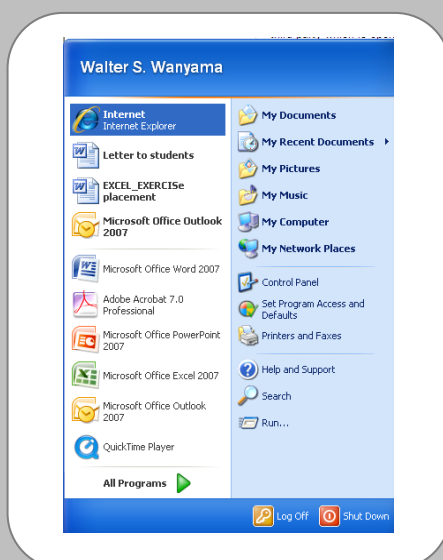 Walter S. Wanyama
Internet
Internet Explorer
Letter to students
EXCEL_EXERCISe
placement
Microsoft Office Outlook
2007
Microsoft Office Word 2007
Adobe Acrobat 7.0
Professional
Microsoft Office PowerPoint
2007
Microsoft Office Excel 2007
Microsoft Office Outlook
2007
QuickTime Player
All Programs
My Documents
My Recent Documents
My Pictures
My Music
My Computer
My Network Places
Control Panel
Set Program Access and
Defaults
Printers and Faxes
Help and Support
Search
Run...
Log Off
Shut Down